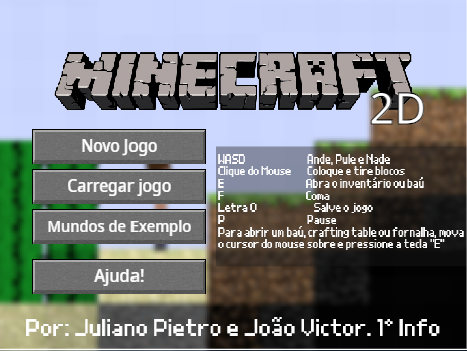 MINECRAFT
2D
Novo Jogo
Carregar jogo
Mundos de Exemplo
Ajuda!
WASD Ande, Pule e Nade
Clique do Mouse Coloque e tire blocos
E Abra o inventário ou baú
F Coma
Letra O Salve o jogo
P Pause
Para abrir um baú, crafting table ou fornalha, mova
o cursor do mouse sobre e pressione a tecla "E"
Por: Juliano Pietro e João Victor. 1° Info